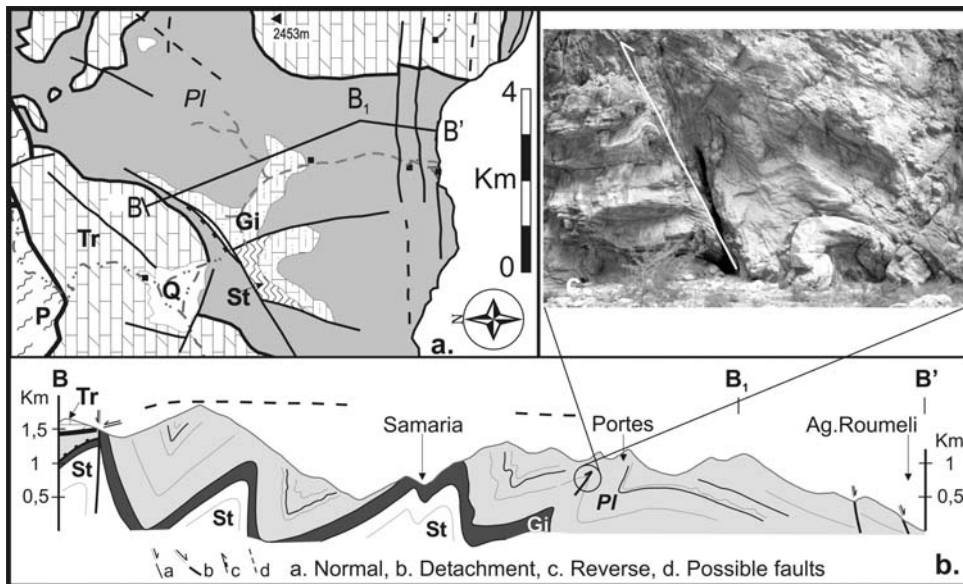 2453m
Pl
B₁
B'
B
Gi
Tr
Q
St
P
4
Km
0
N
a.
c
B
Km
Tr
1,5
1
0,5
St
St
Samaria
St
Gi
Portes
Pl
B₁
Ag.Roumeli
B'
Km
1
0,5
a b c d
a. Normal, b. Detachment, c. Reverse, d. Possible faults
b.